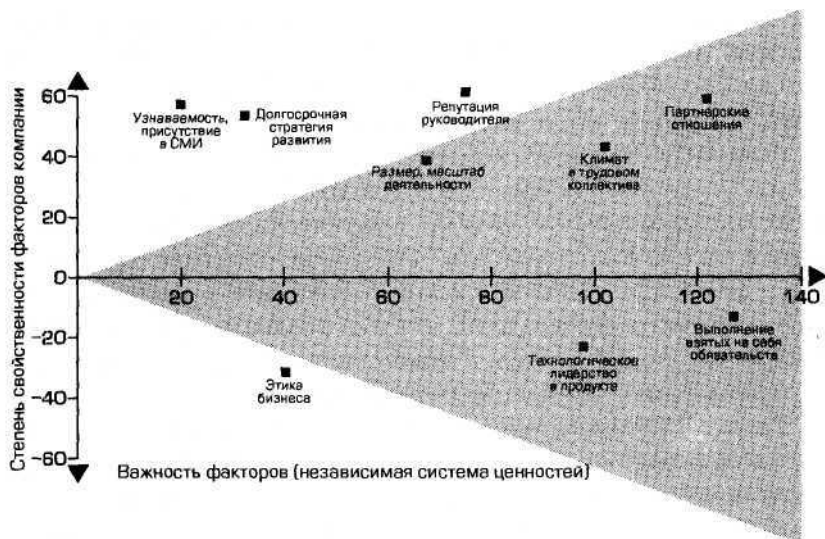 Степень свойственности факторов компании
60
40
20
0
-20
-40
-60
20
40
60
80
100
120
140
Узнаваемость,
присутствие
в СМИ
Долгосрочная
стратегия
развития
Репутация
руководителя
Партнерские
отношения
Размер, масштаб
деятельности
Климат
в трудовом
коллективе
Этика
бизнеса
Технологическое
лидерство
в продукте
Выполнение
взятых на себя
обязательств
Важность факторов (независимая система ценностей)